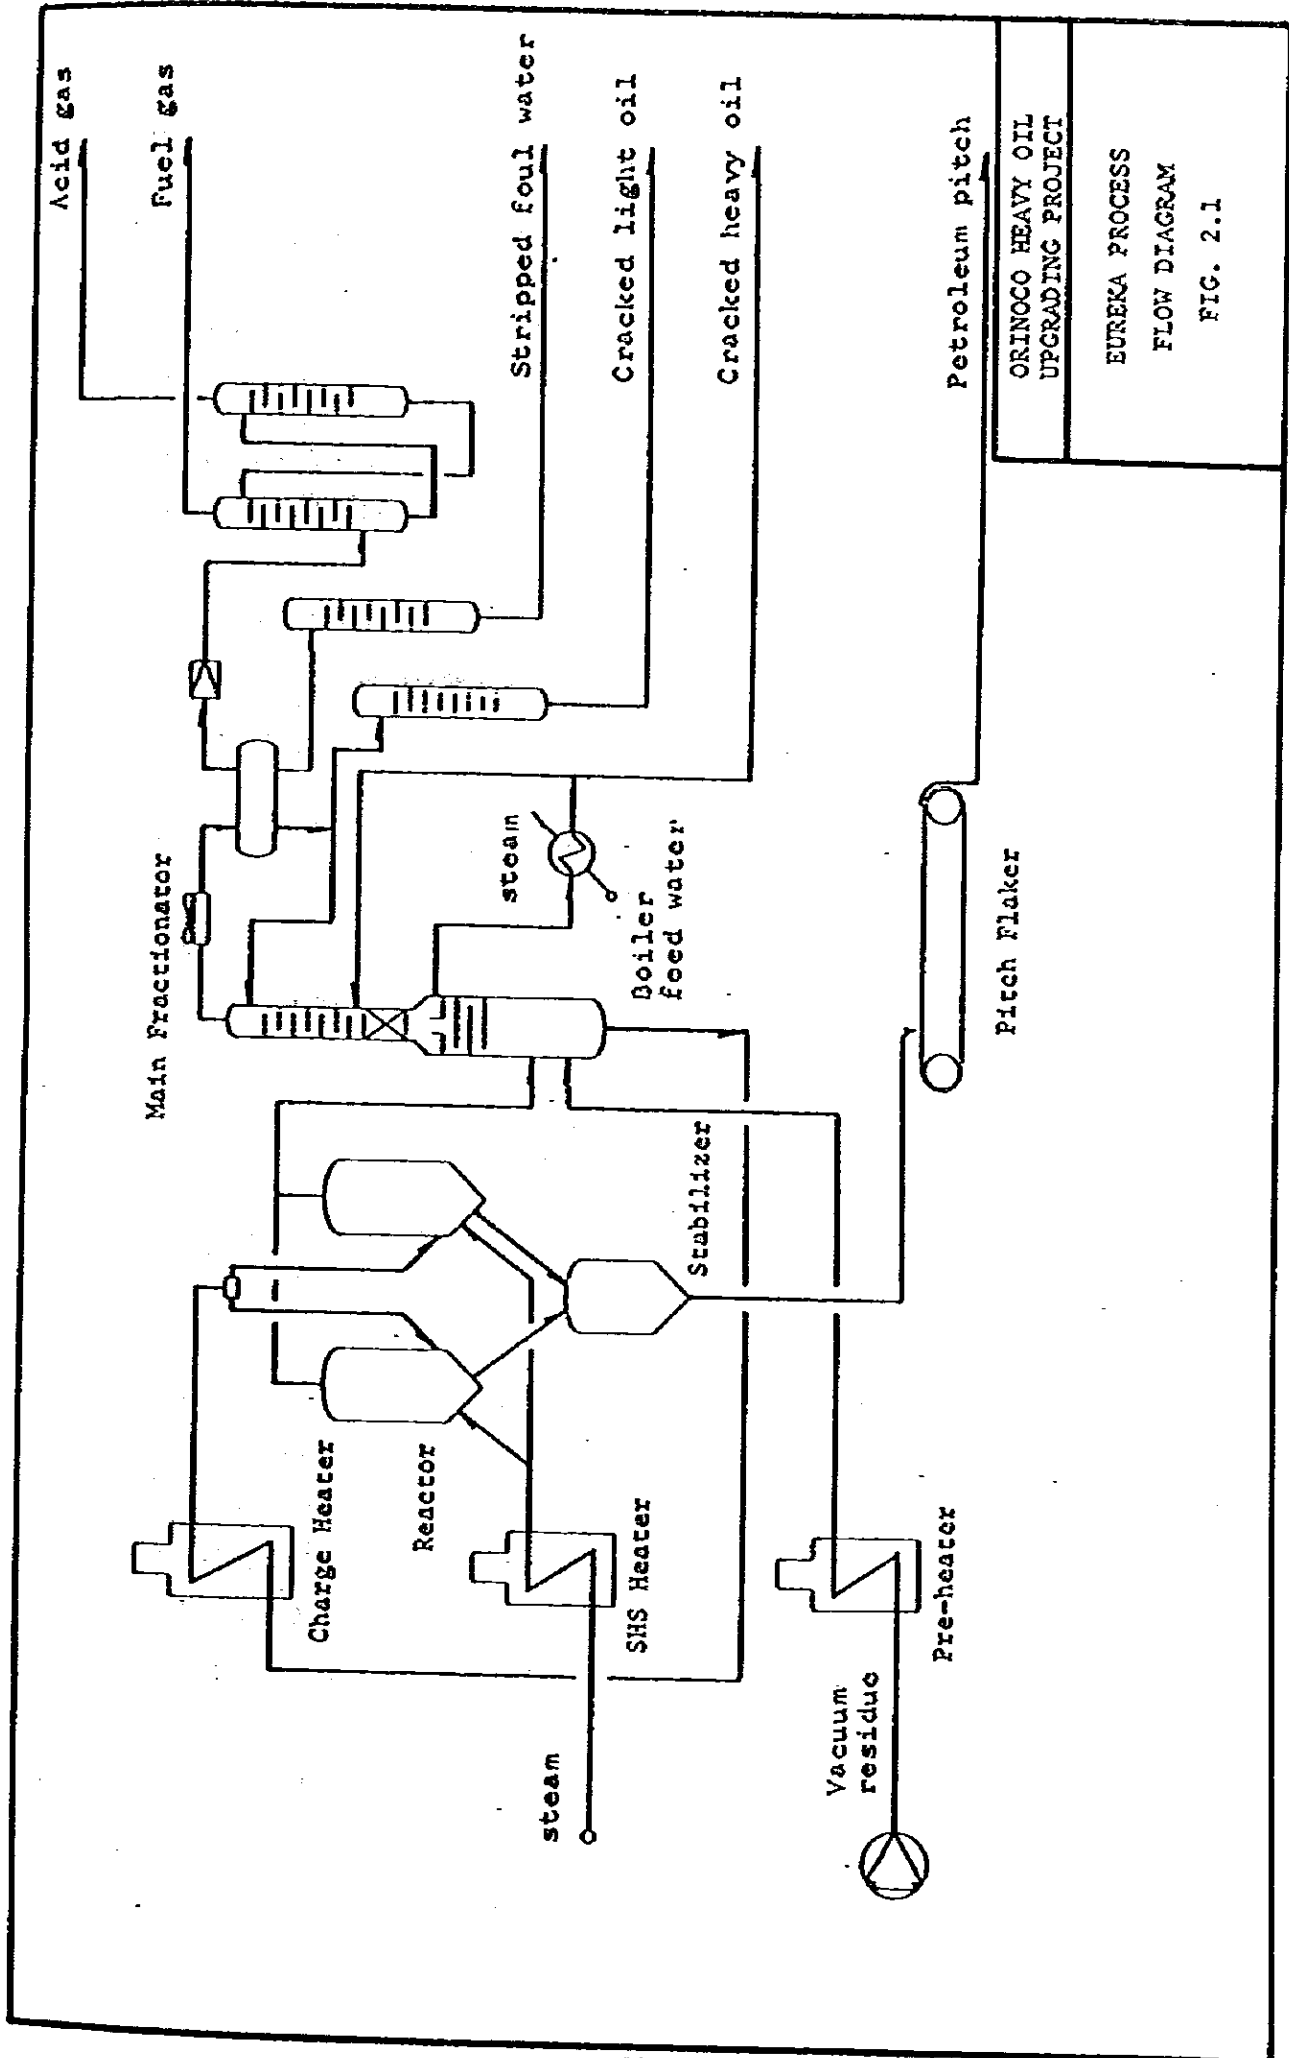 Acid gas
Fuel gas
Stripped foul water
Cracked light oil
Cracked heavy oil
Petroleum pitch
Main Fractionator
steam
Boiler
feed water
Pitch Flaker
Stabilizer
Charge Heater
Reactor
SHS Heater
Pre-heater
steam
Vacuum
residue
ORINOCO HEAVY OIL
UPGRADING PROJECT
EUREKA PROCESS
FLOW DIAGRAM
FIG. 2.1